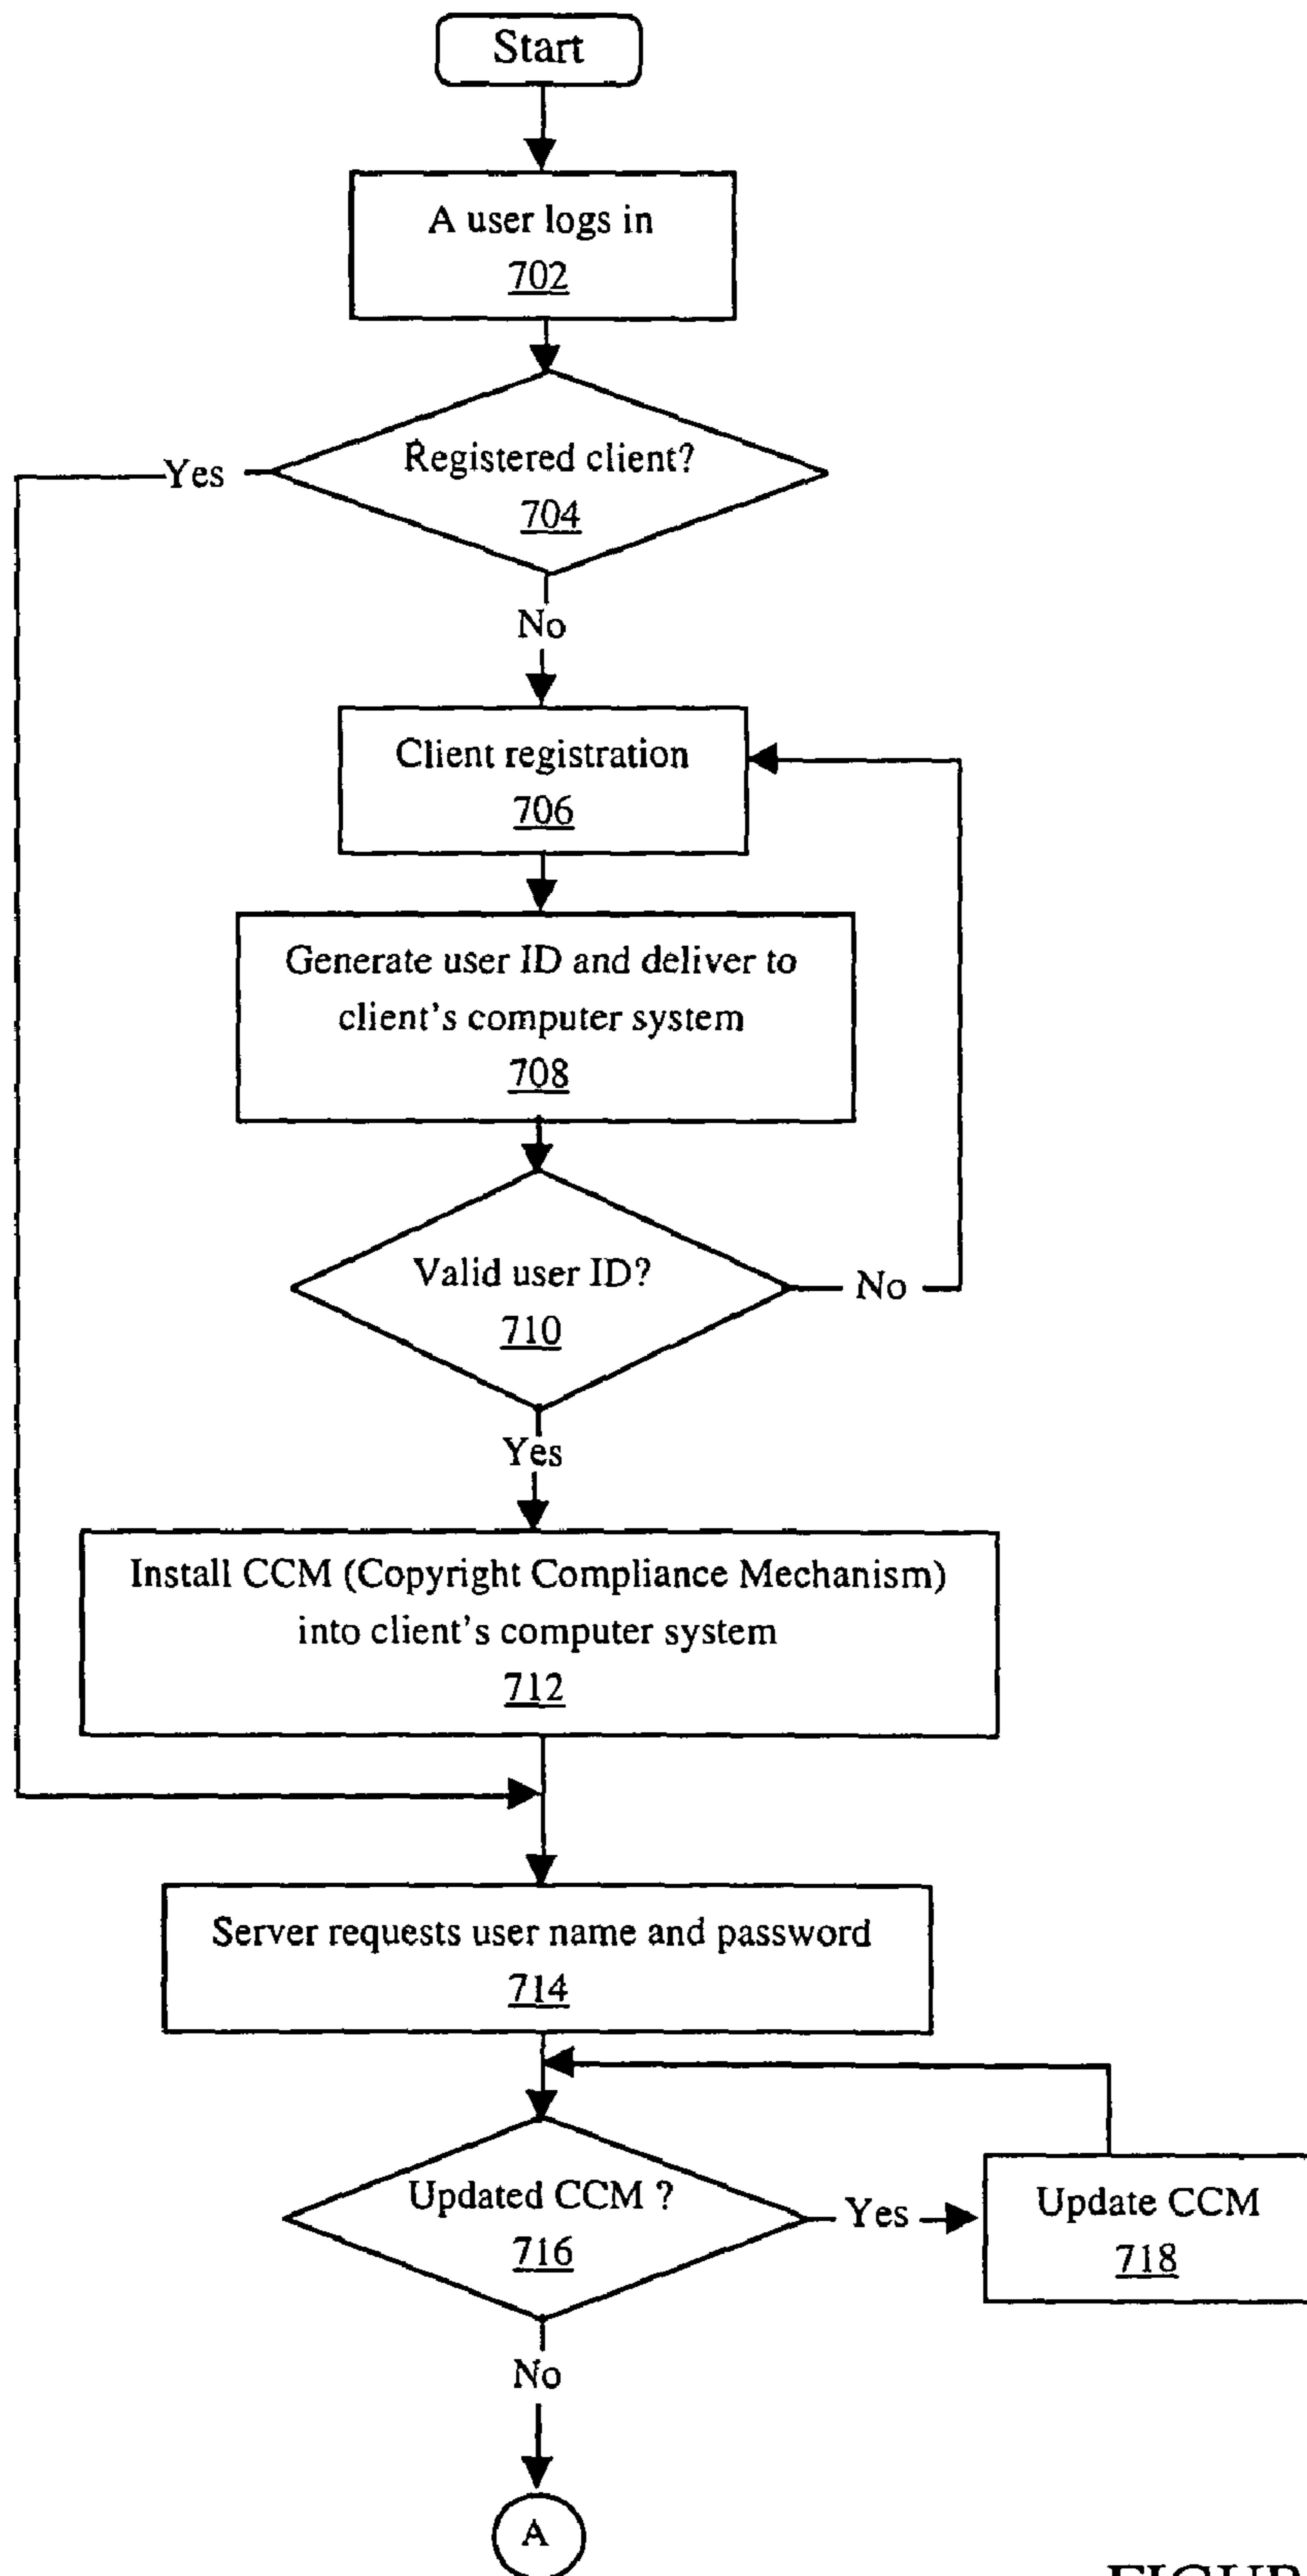 Start
A user logs in
702
Registered client?
704
Yes
No
Client registration
706
Generate user ID and deliver to
client's computer system
708
Valid user ID?
710
No
Yes
Install CCM (Copyright Compliance Mechanism)
into client's computer system
712
Server requests user name and password
714
Updated CCM ?
716
Yes
Update CCM
718
No
A